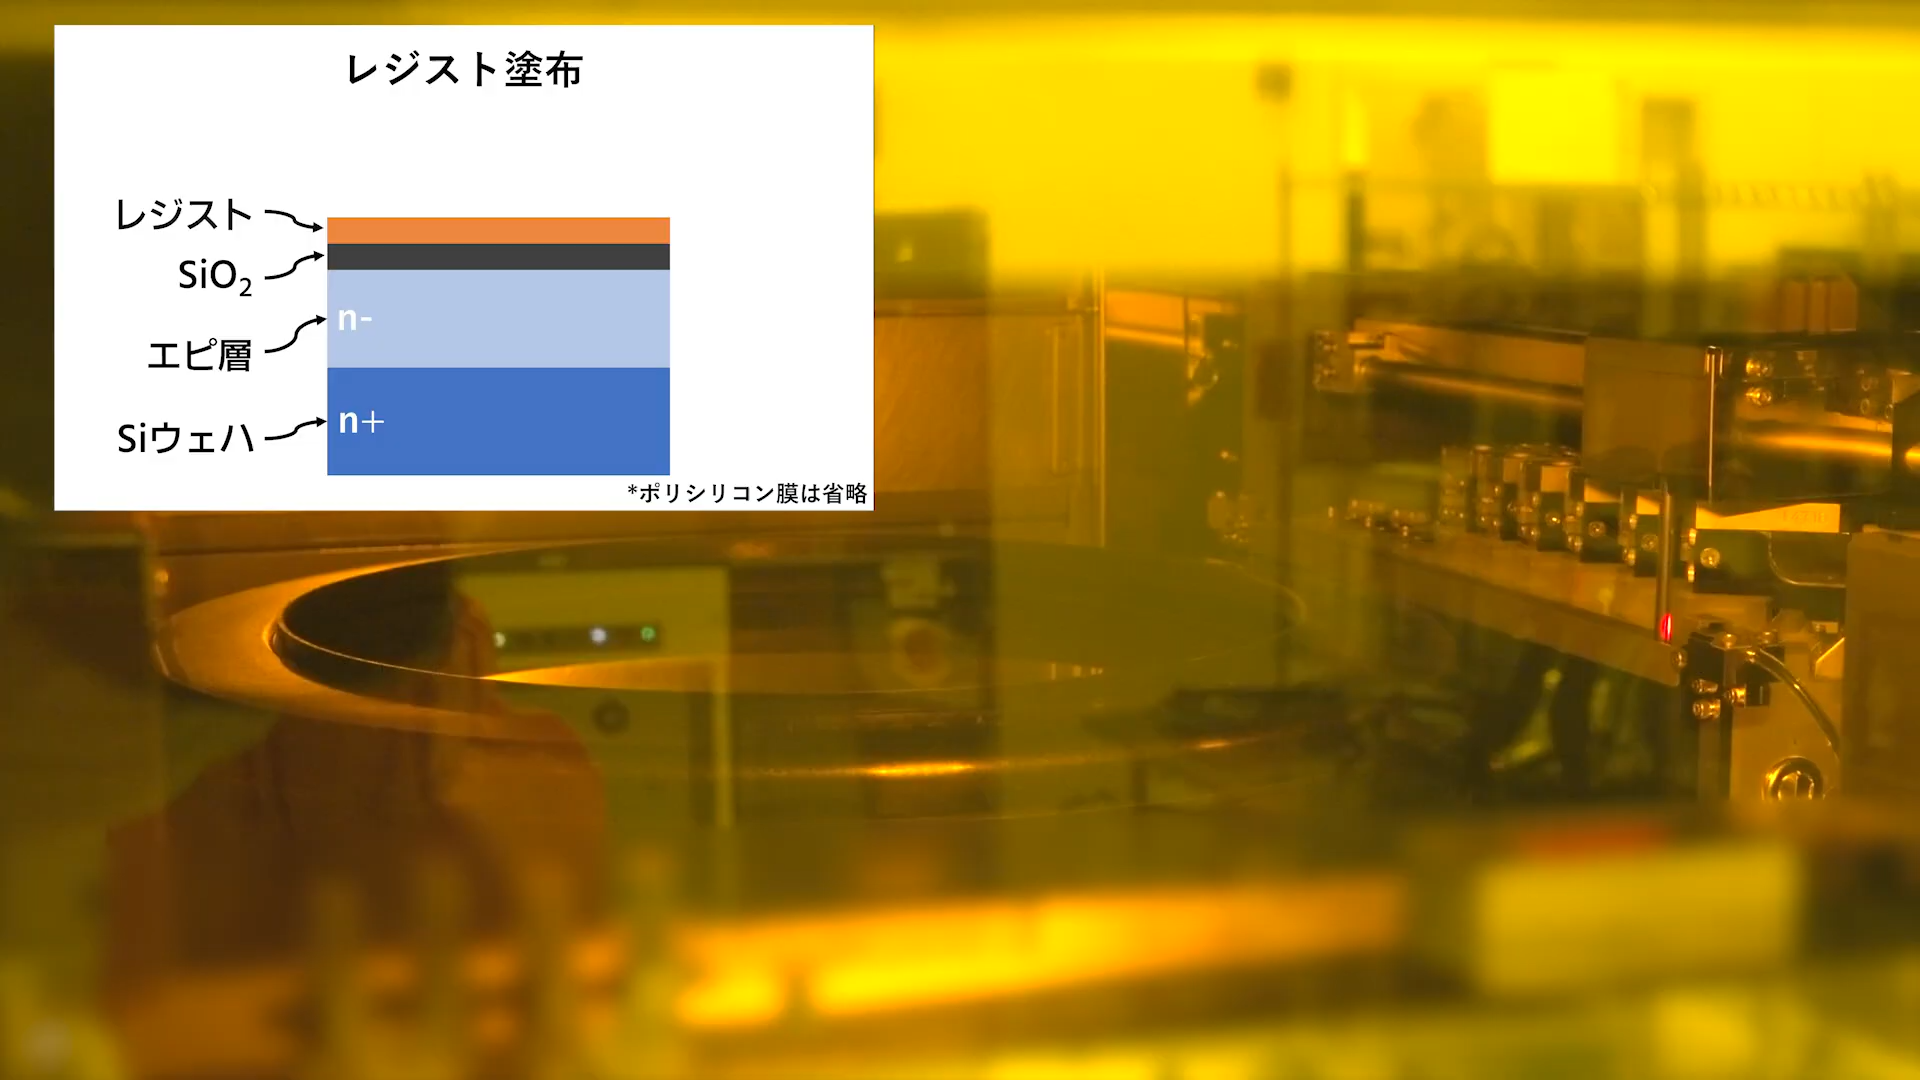 レジスト塗布
レジスト
SiO₂
エピ層
Siウェハ
n-
n+
*ポリシリコン膜は省略